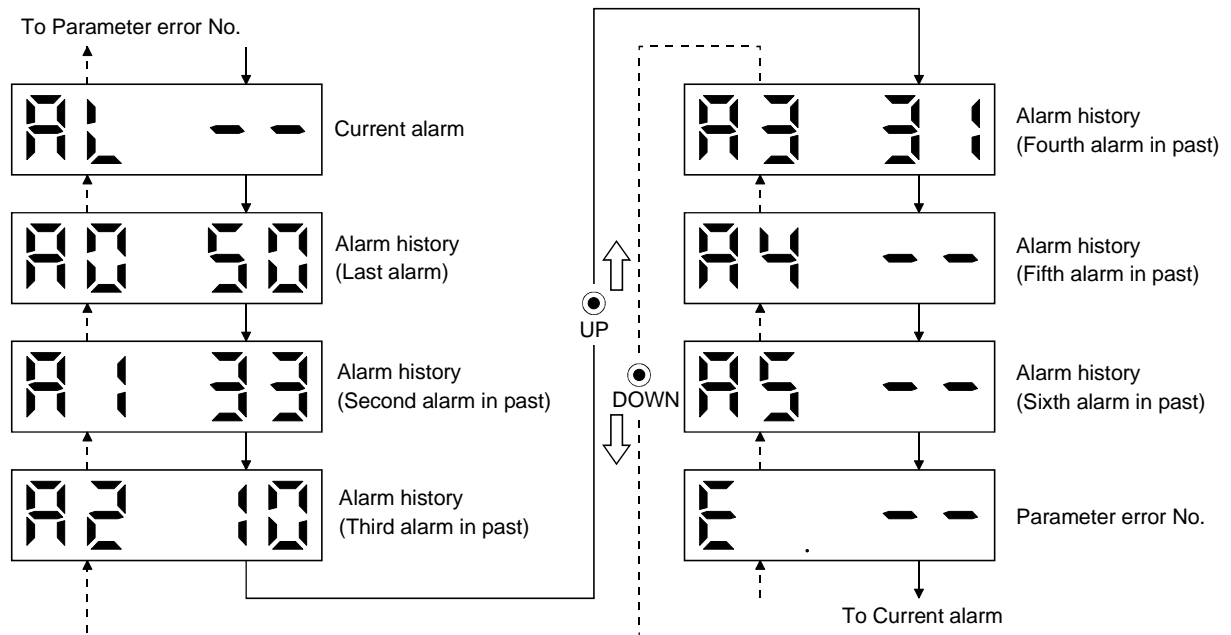 To Parameter error No.
AL --
Current alarm
A0 50
Alarm history
(Last alarm)
A1 33
Alarm history
(Second alarm in past)
A2 10
Alarm history
(Third alarm in past)
UP
DOWN
A3 31
Alarm history
(Fourth alarm in past)
A4 --
Alarm history
(Fifth alarm in past)
A5 --
Alarm history
(Sixth alarm in past)
E . --
Parameter error No.
To Current alarm